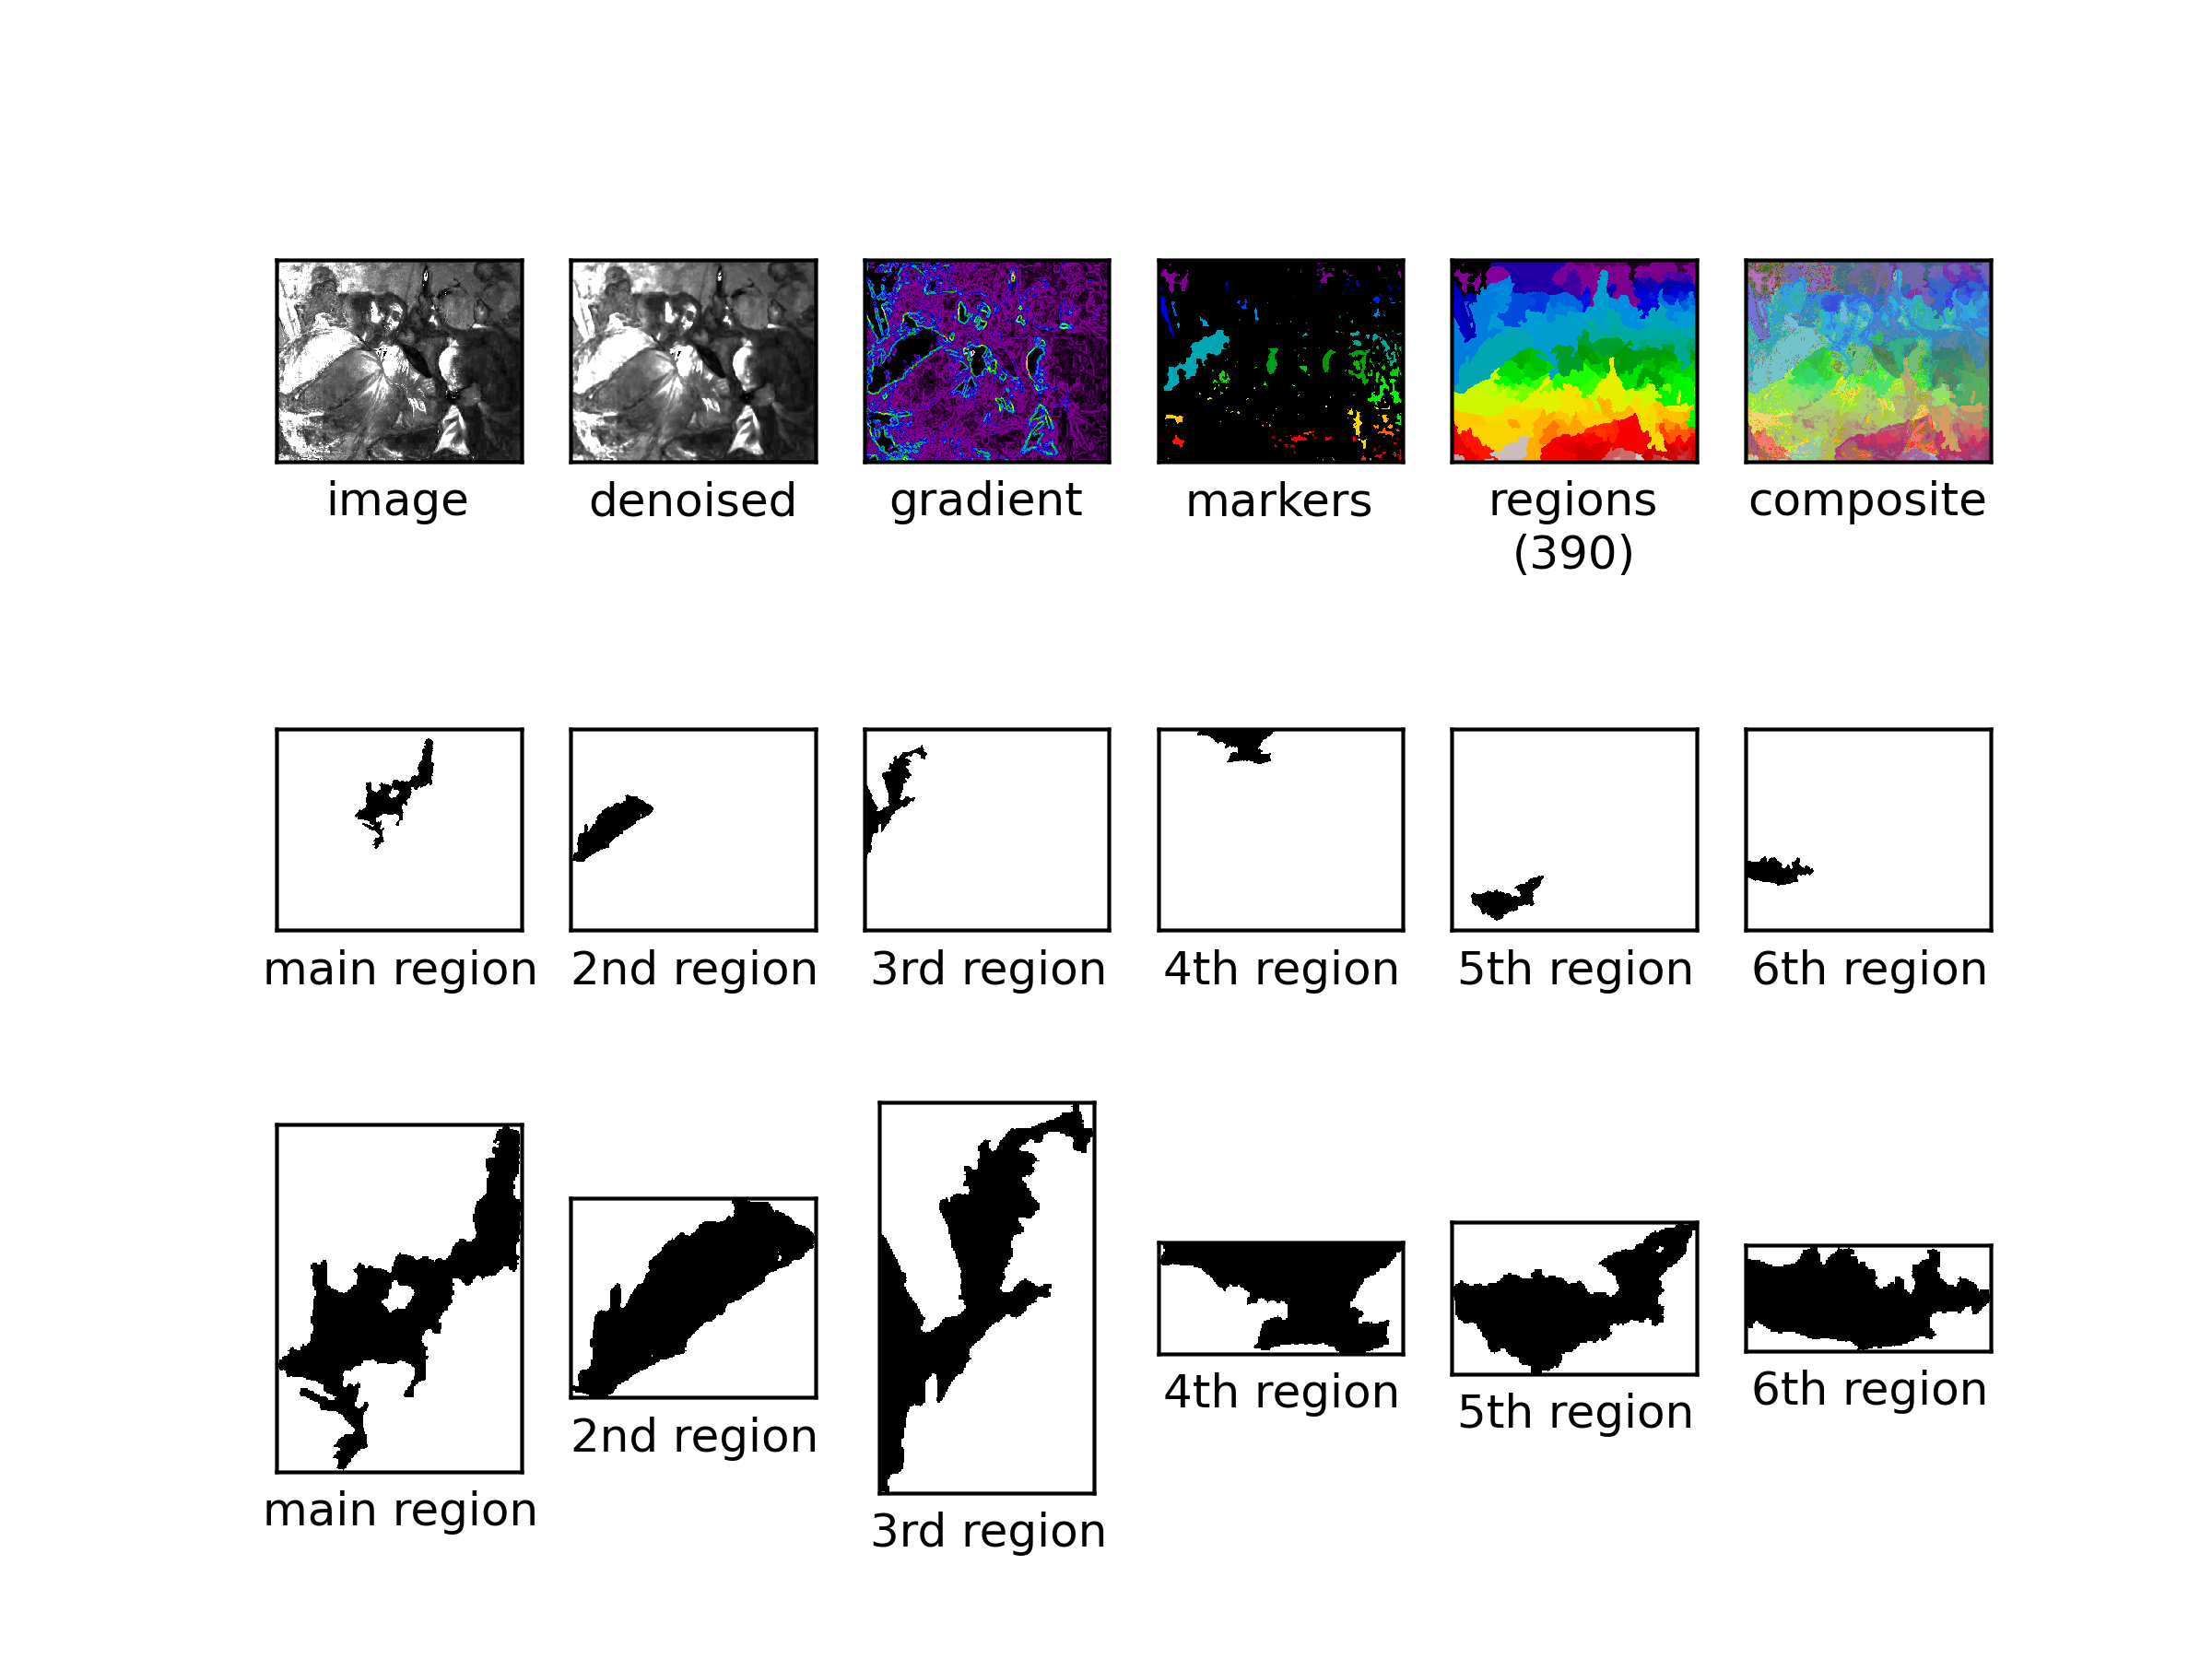 image
denoised
gradient
markers
regions
(390)
composite
main region
2nd region
3rd region
4th region
5th region
6th region
main region
2nd region
3rd region
4th region
5th region
6th region